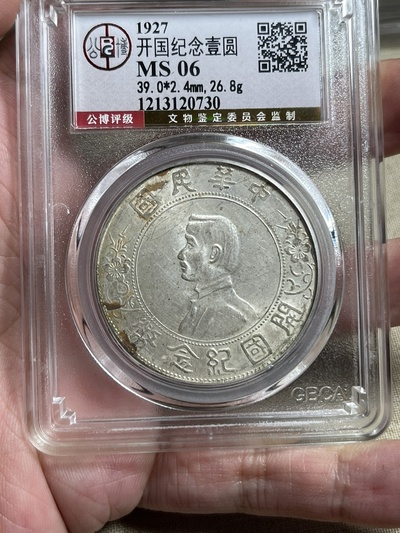 1927
开国纪念壹圆
MS 06
39.0*2.4mm,26.8g
1213120730
公博评级
文物鉴定委员会监制
中華民國
開國紀念幣
GBCA